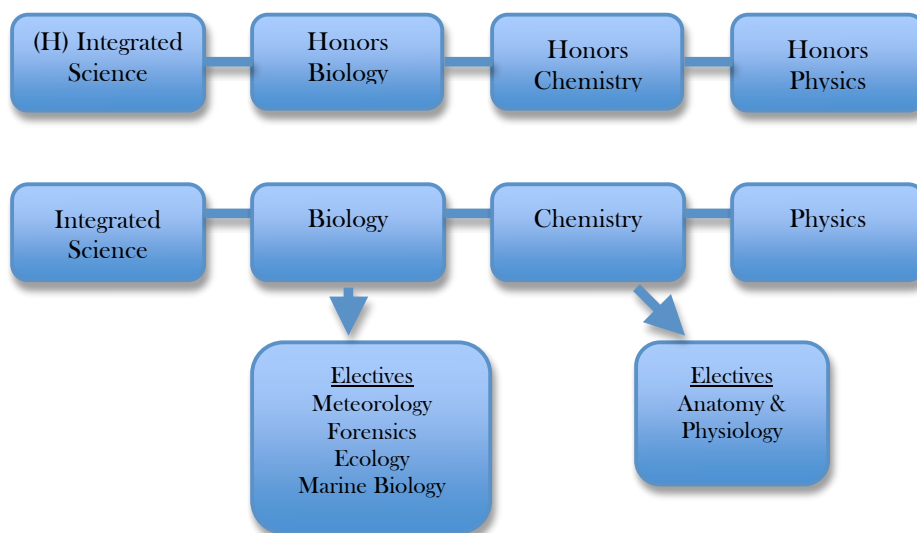 (H) Integrated
Science
Honors
Biology
Honors
Chemistry
Honors
Physics
Integrated
Science
Biology
Chemistry
Physics
Electives
Meteorology
Forensics
Ecology
Marine Biology
Electives
Anatomy &
Physiology